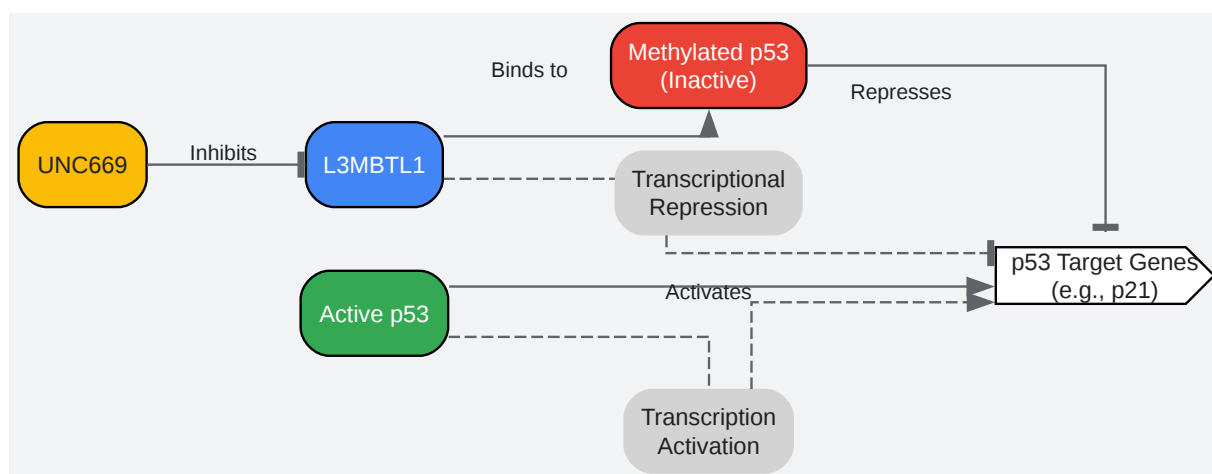 Methylated p53
(Inactive)
Binds to
Represses
UNC669
Inhibits
L3MBTL1
Transcriptional
Repression
p53 Target Genes
(e.g., p21)
Activates
Active p53
Transcription
Activation